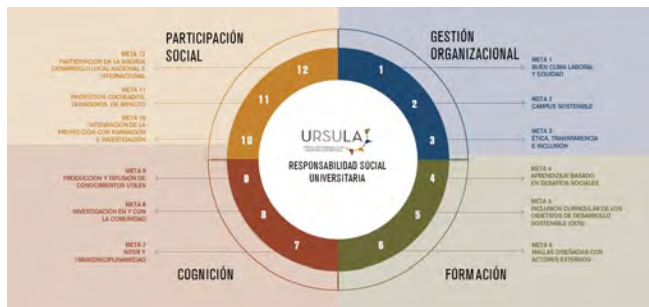 PARTICIPACIÓN
SOCIAL
META 12
PARTICIPACIÓN EN LA AGENDA
DESARROLLO LOCAL NACIONAL E
INTERNACIONAL
META 11
PROYECTOS COCREADOS,
DURADEROS, DE IMPACTO
META 10
INTEGRACIÓN DE LA
PROYECCIÓN CON FORMACIÓN
E INVESTIGACIÓN
12
11
10
GESTIÓN
ORGANIZACIONAL
META 1
BUEN CLIMA LABORAL
Y EQUIDAD
META 2
CAMPUS SOSTENIBLE
META 3
ÉTICA, TRANSPARENCIA
E INCLUSIÓN
1
2
3
URSULA
RESPONSABILIDAD SOCIAL
UNIVERSITARIA
META 9
PRODUCCIÓN Y DIFUSIÓN DE
CONOCIMIENTOS ÚTILES
META 8
INVESTIGACIÓN EN Y CON
LA COMUNIDAD
META 7
INTER Y
TRANSDISCIPLINARIEDAD
9
8
7
COGNICIÓN
4
5
6
META 4
APRENDIZAJE BASADO
EN DESAFÍOS SOCIALES
META 5
INCLUSIÓN CURRICULAR DE LOS
OBJETIVOS DE DESARROLLO
SOSTENIBLE (ODS)
META 6
MALLAS DISEÑADAS CON
ACTORES EXTERNOS
FORMACIÓN